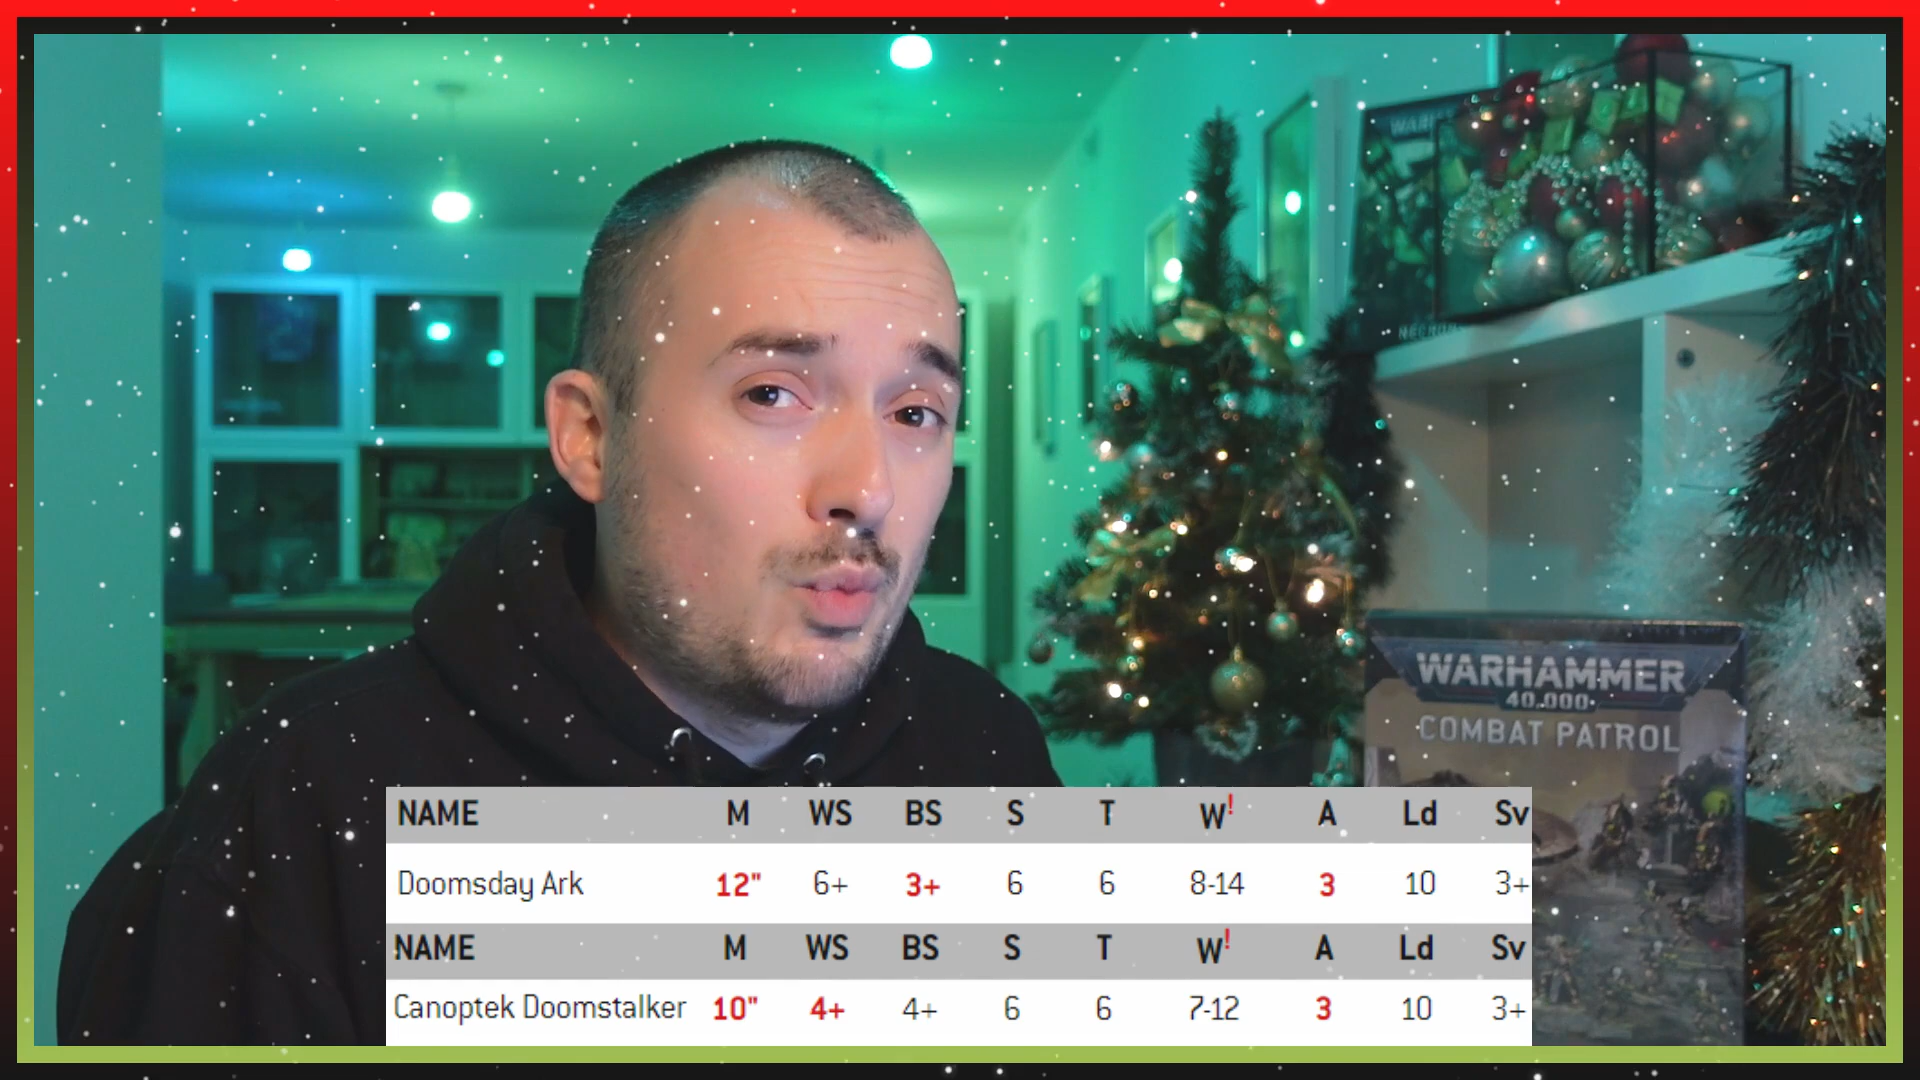 WARHAMMER
40,000
COMBAT PATROL
NAME M WS BS S T W! A Ld Sv
Doomsday Ark 12" 6+ 3+ 6 6 8-14 3 10 3+
NAME M WS BS S T W! A Ld Sv
Canoptek Doomstalker 10" 4+ 4+ 6 6 7-12 3 10 3+